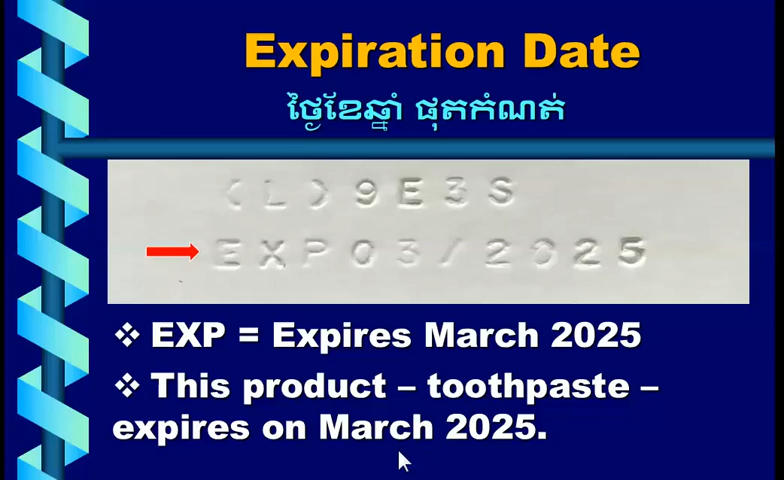 Expiration Date
ថ្ងៃខែឆ្នាំ ផុតកំណត់
(L)9E3S
EXP03/2025
❖ EXP = Expires March 2025
❖ This product – toothpaste –
expires on March 2025.